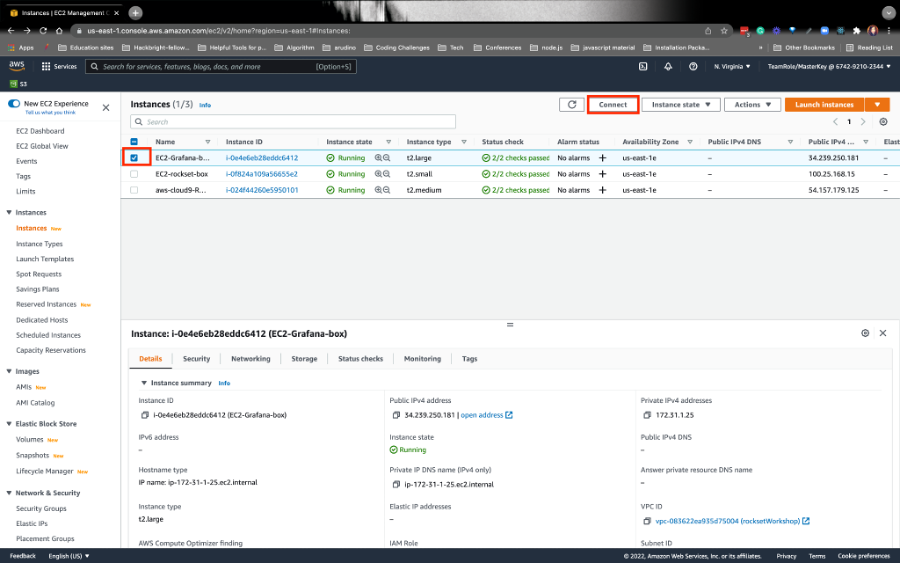 Instances | EC2 Management C
us-east-1.console.aws.amazon.com/ec2/v2/home?region=us-east-1#Instances:
Apps Education sites Hackbright-fellow... Helpful Tools for p... Algorithm arudino Coding Challenges Tech Conferernces node.js javascript material Installation Packa... » Other Bookmarks Reading List
aws Services Search for services, features, blogs, docs, and more [Option+S] N. Virginia TeamRole/MasterKey @ 6742-9210-2344
S3
New EC2 Experience
Tell us what you think
EC2 Dashboard
EC2 Global View
Events
Tags
Limits
Instances
Instances New
Instance Types
Launch Templates
Spot Requests
Savings Plans
Reserved Instances New
Dedicated Hosts
Scheduled Instances
Capacity Reservations
Images
AMIs New
AMI Catalog
Elastic Block Store
Volumes New
Snapshots New
Lifecycle Manager New
Network & Security
Security Groups
Elastic IPs
Placement Groups
Instances (1/3) Info Connect Instance state Actions Launch instances
Search 1
Name Instance ID Instance state Instance type Status check Alarm status Availability Zone Public IPv4 DNS Public IPv4 ... Elast
EC2-Grafana-b... i-0e4e6eb28eddc6412 Running t2.large 2/2 checks passed No alarms + us-east-1e – 34.239.250.181 –
EC2-rockset-box i-0f824a109a56655e2 Running t2.small 2/2 checks passed No alarms + us-east-1e – 100.25.168.15 –
aws-cloud9-R... i-024f44260e5950101 Running t2.medium 2/2 checks passed No alarms + us-east-1e – 54.157.179.125 –
Instance: i-0e4e6eb28eddc6412 (EC2-Grafana-box)
Details Security Networking Storage Status checks Monitoring Tags
Instance summary Info
Instance ID Public IPv4 address Private IPv4 addresses
i-0e4e6eb28eddc6412 (EC2-Grafana-box) 34.239.250.181 | open address 172.31.1.25
IPv6 address Instance state Public IPv4 DNS
– Running –
Hostname type Private IP DNS name (IPv4 only) Answer private resource DNS name
IP name: ip-172-31-1-25.ec2.internal ip-172-31-1-25.ec2.internal –
Instance type Elastic IP addresses VPC ID
t2.large – vpc-083622ea935d75004 (rocksetWorkshop)
AWS Compute Optimizer finding IAM Role Subnet ID
Feedback English (US) © 2022, Amazon Web Services, Inc. or its affiliates. Privacy Terms Cookie preferences